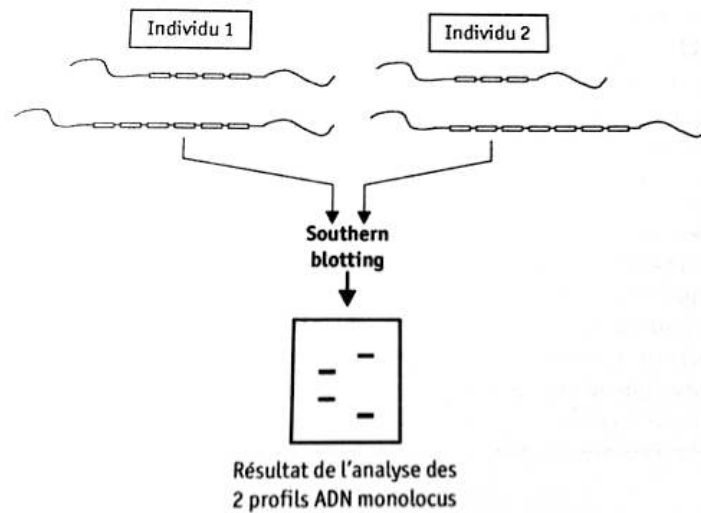 Individu 1
Individu 2
Southern
blotting
Résultat de l'analyse des
2 profils ADN monolocus